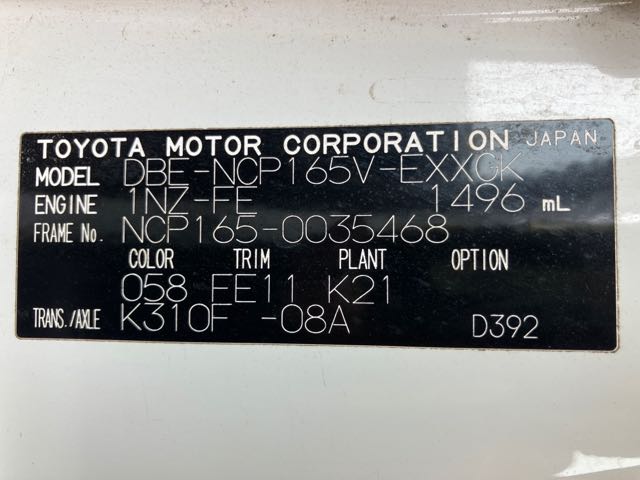 TOYOTA MOTOR CORPORATION JAPAN
MODEL DBE-NCP165V-EXXGK
ENGINE 1NZ-FE 1496 mL
FRAME No. NCP165-0035468
COLOR TRIM PLANT OPTION
058 FE11 K21
TRANS./AXLE K310F -08A D392